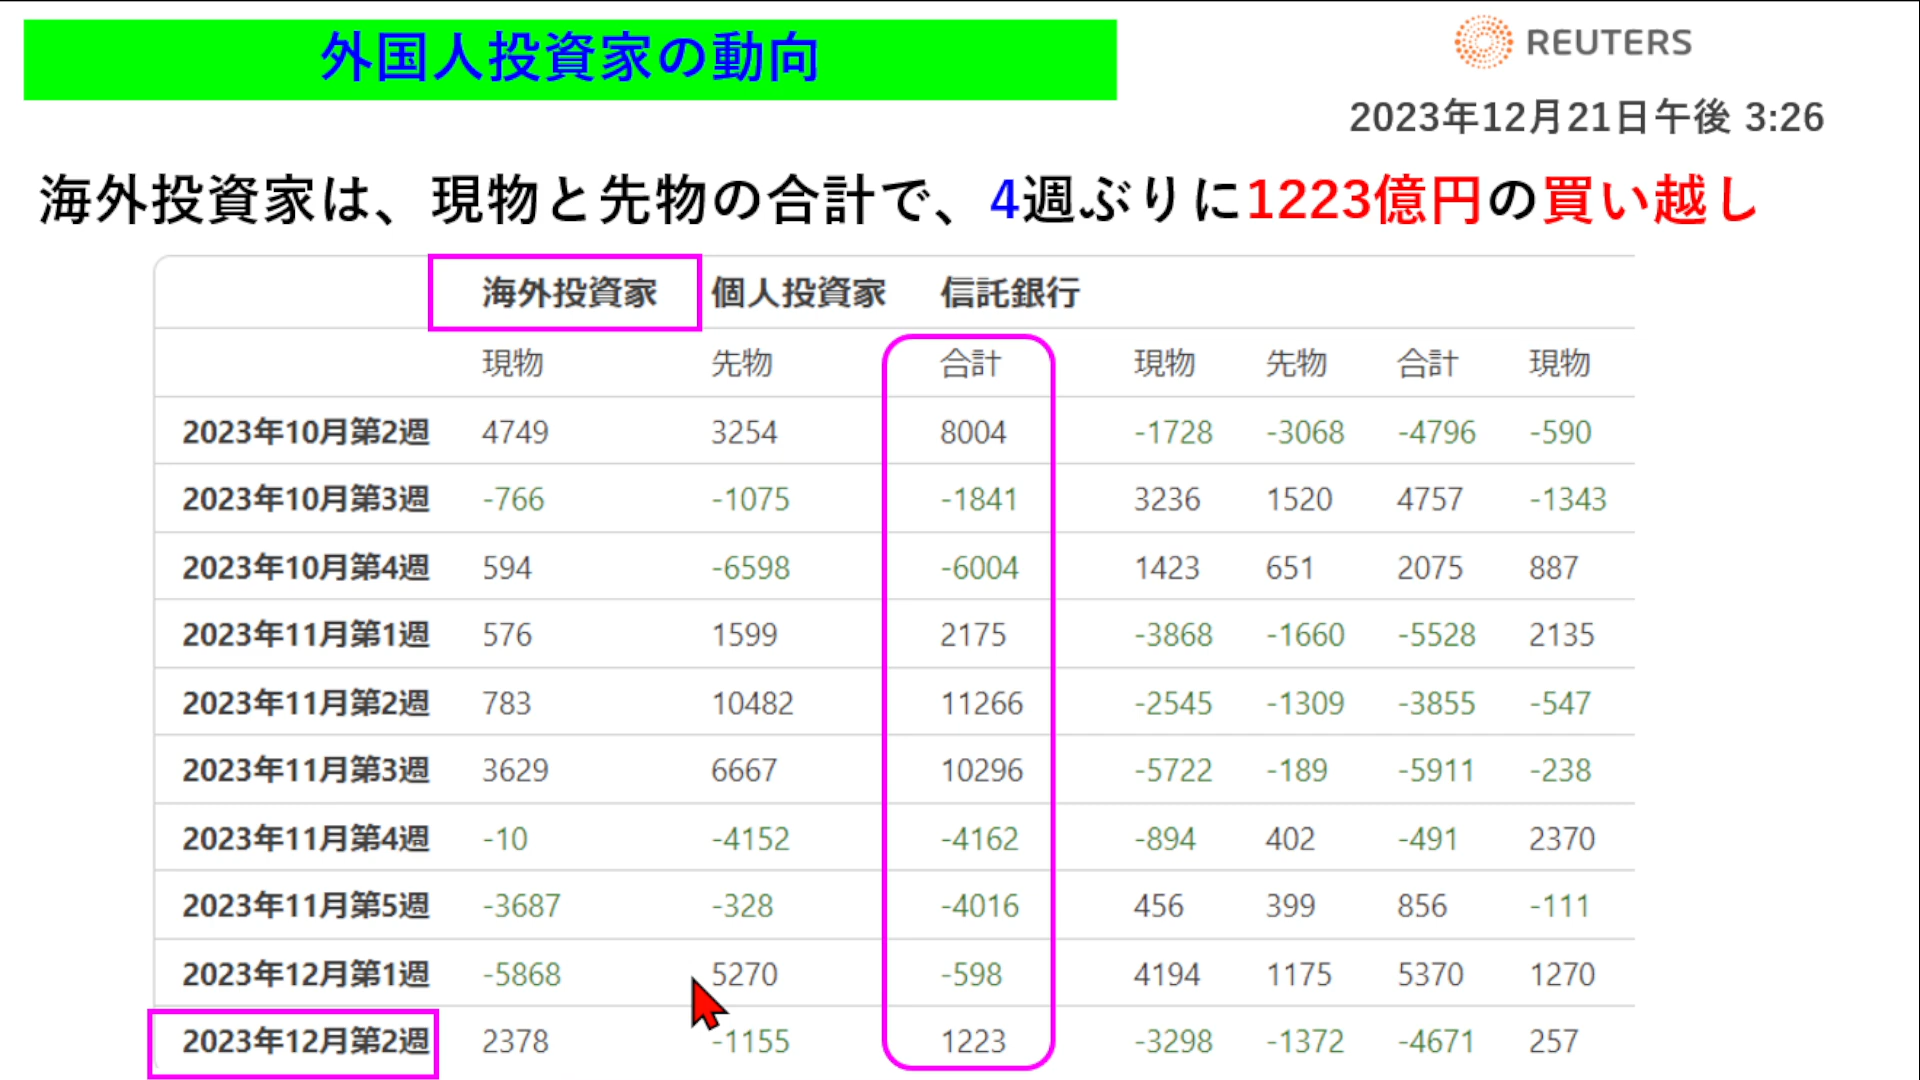 外国人投資家の動向
REUTERS
2023年12月21日午後 3:26
海外投資家は、現物と先物の合計で、4週ぶりに1223億円の買い越し
海外投資家 個人投資家 信託銀行
現物 先物 合計 現物 先物 合計 現物
2023年10月第2週 4749 3254 8004 -1728 -3068 -4796 -590
2023年10月第3週 -766 -1075 -1841 3236 1520 4757 -1343
2023年10月第4週 594 -6598 -6004 1423 651 2075 887
2023年11月第1週 576 1599 2175 -3868 -1660 -5528 2135
2023年11月第2週 783 10482 11266 -2545 -1309 -3855 -547
2023年11月第3週 3629 6667 10296 -5722 -189 -5911 -238
2023年11月第4週 -10 -4152 -4162 -894 402 -491 2370
2023年11月第5週 -3687 -328 -4016 456 399 856 -111
2023年12月第1週 -5868 5270 -598 4194 1175 5370 1270
2023年12月第2週 2378 -1155 1223 -3298 -1372 -4671 257